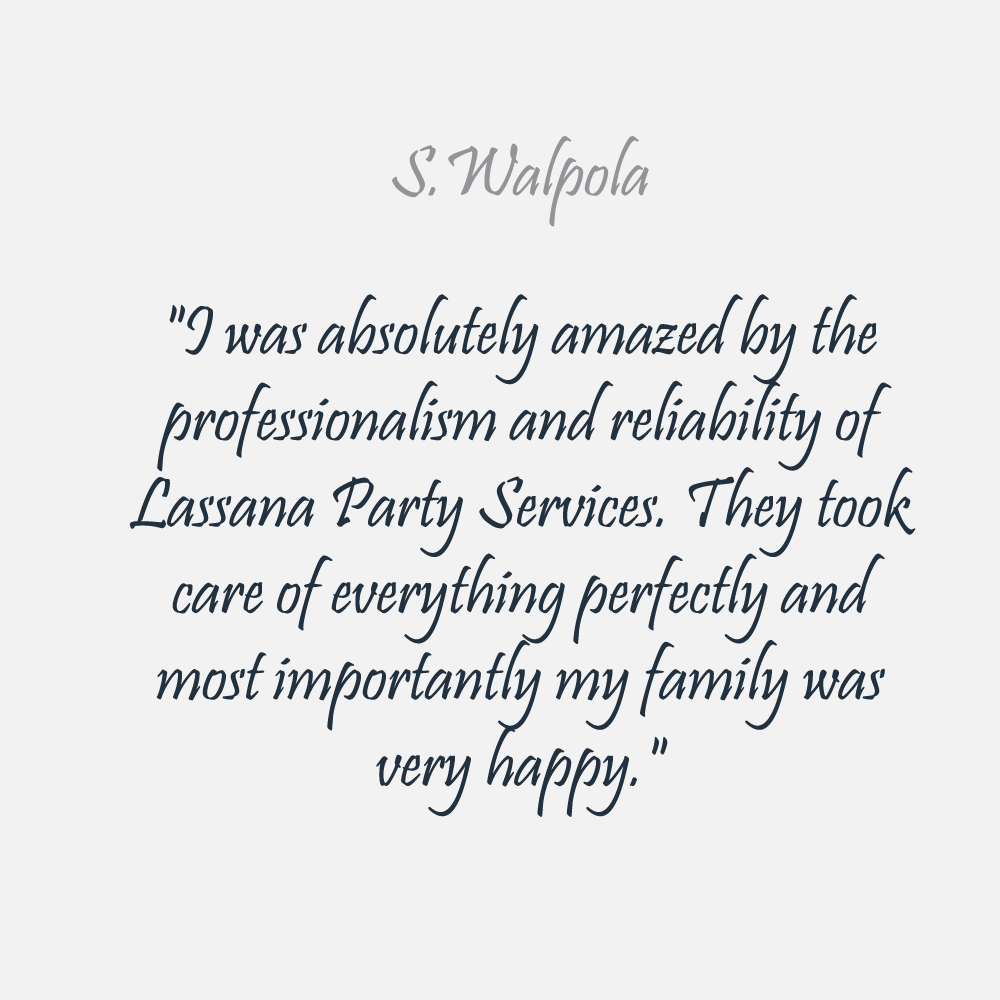 S. Walpola
"I was absolutely amazed by the
professionalism and reliability of
Lassana Party Services. They took
care of everything perfectly and
most importantly my family was
very happy."